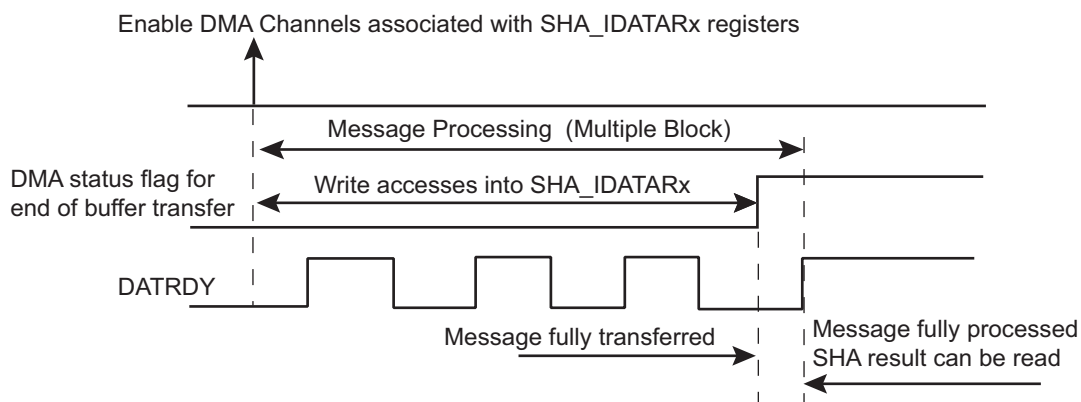 Enable DMA Channels associated with SHA_IDATARx registers
Message Processing (Multiple Block)
DMA status flag for
end of buffer transfer
Write accesses into SHA_IDATARx
DATRDY
Message fully transferred
Message fully processed
SHA result can be read